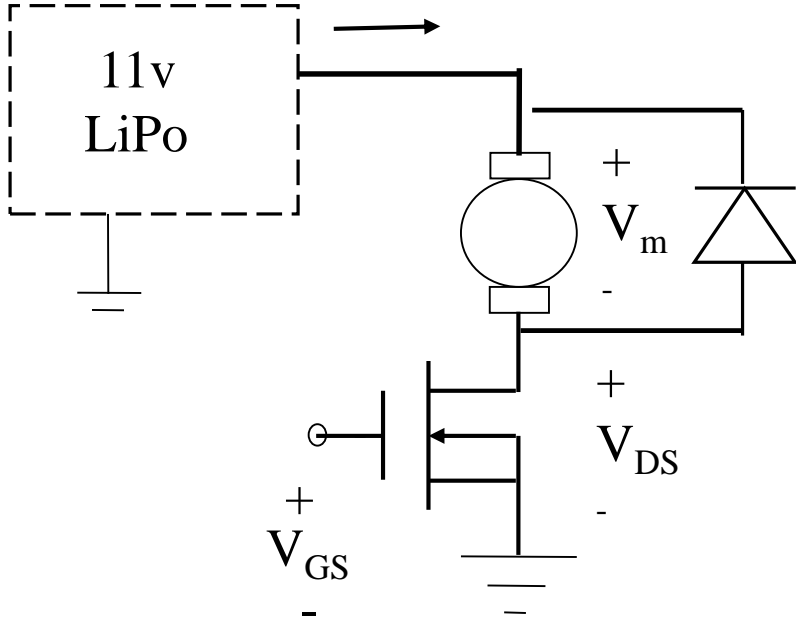 11v
LiPo
+
V_m
-
+
V_DS
-
+
V_GS
-